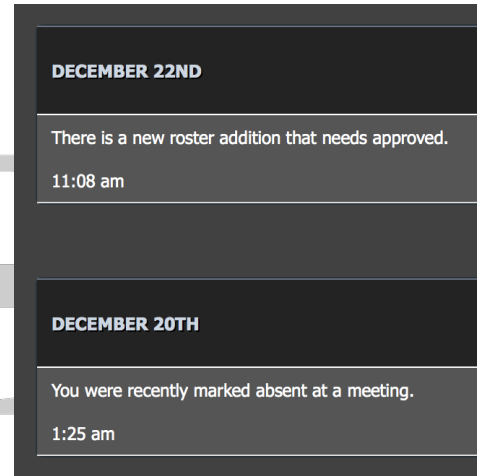 DECEMBER 22ND
There is a new roster addition that needs approved.
11:08 am
DECEMBER 20TH
You were recently marked absent at a meeting.
1:25 am